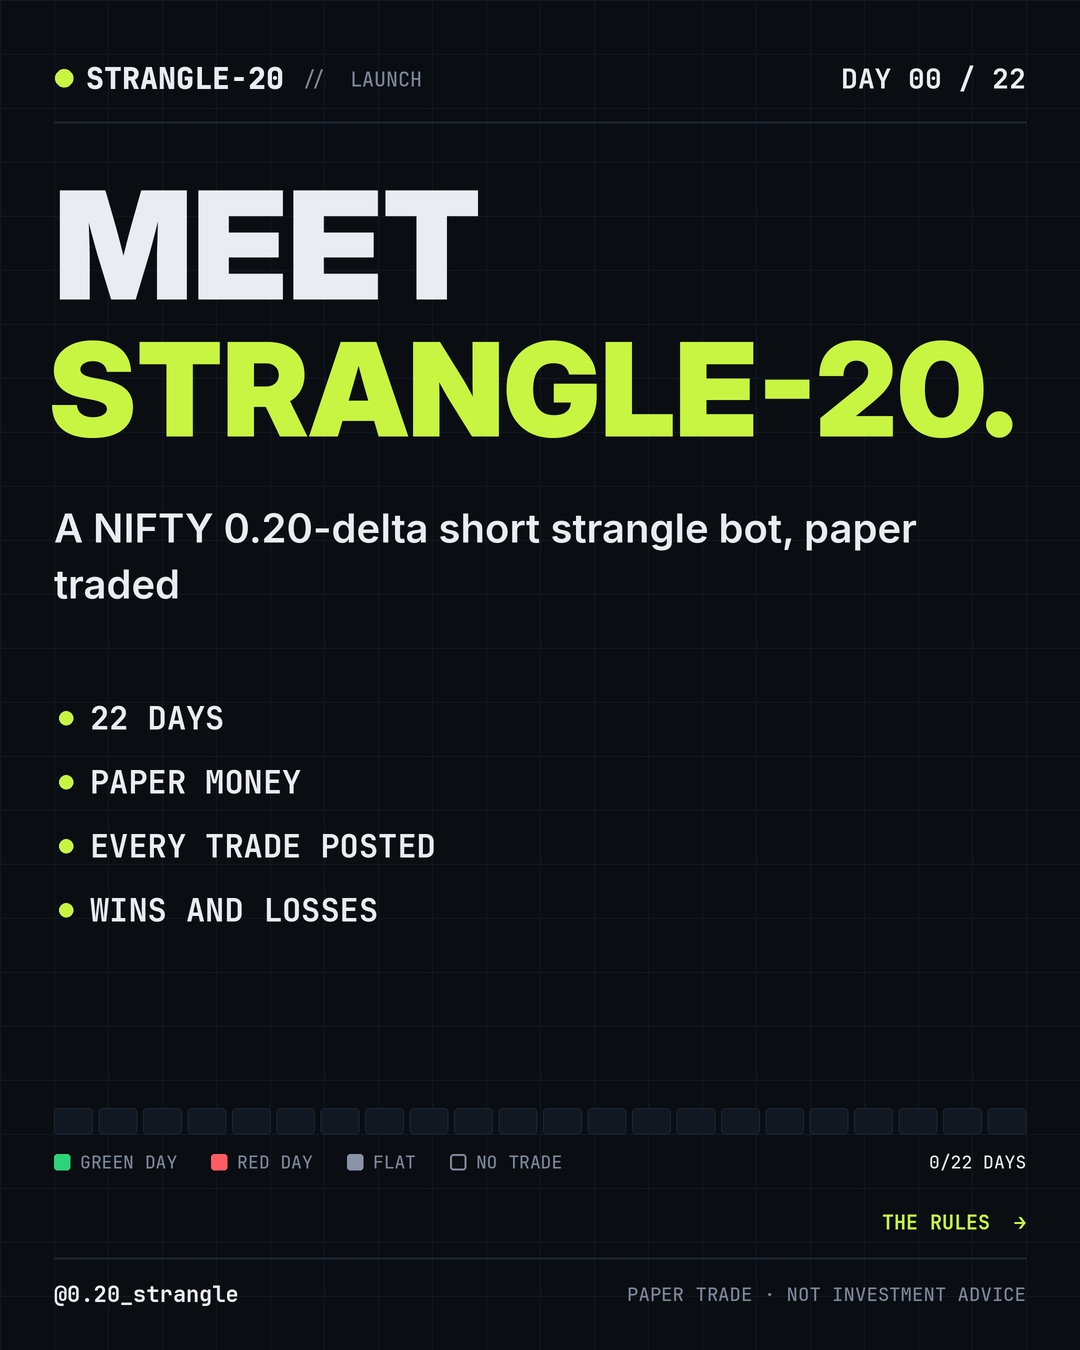 STRANGLE-20 // LAUNCH
DAY 00 / 22
MEET
STRANGLE-20.
A NIFTY 0.20-delta short strangle bot, paper
traded
22 DAYS
PAPER MONEY
EVERY TRADE POSTED
WINS AND LOSSES
GREEN DAY
RED DAY
FLAT
NO TRADE
0/22 DAYS
THE RULES →
@0.20_strangle
PAPER TRADE · NOT INVESTMENT ADVICE